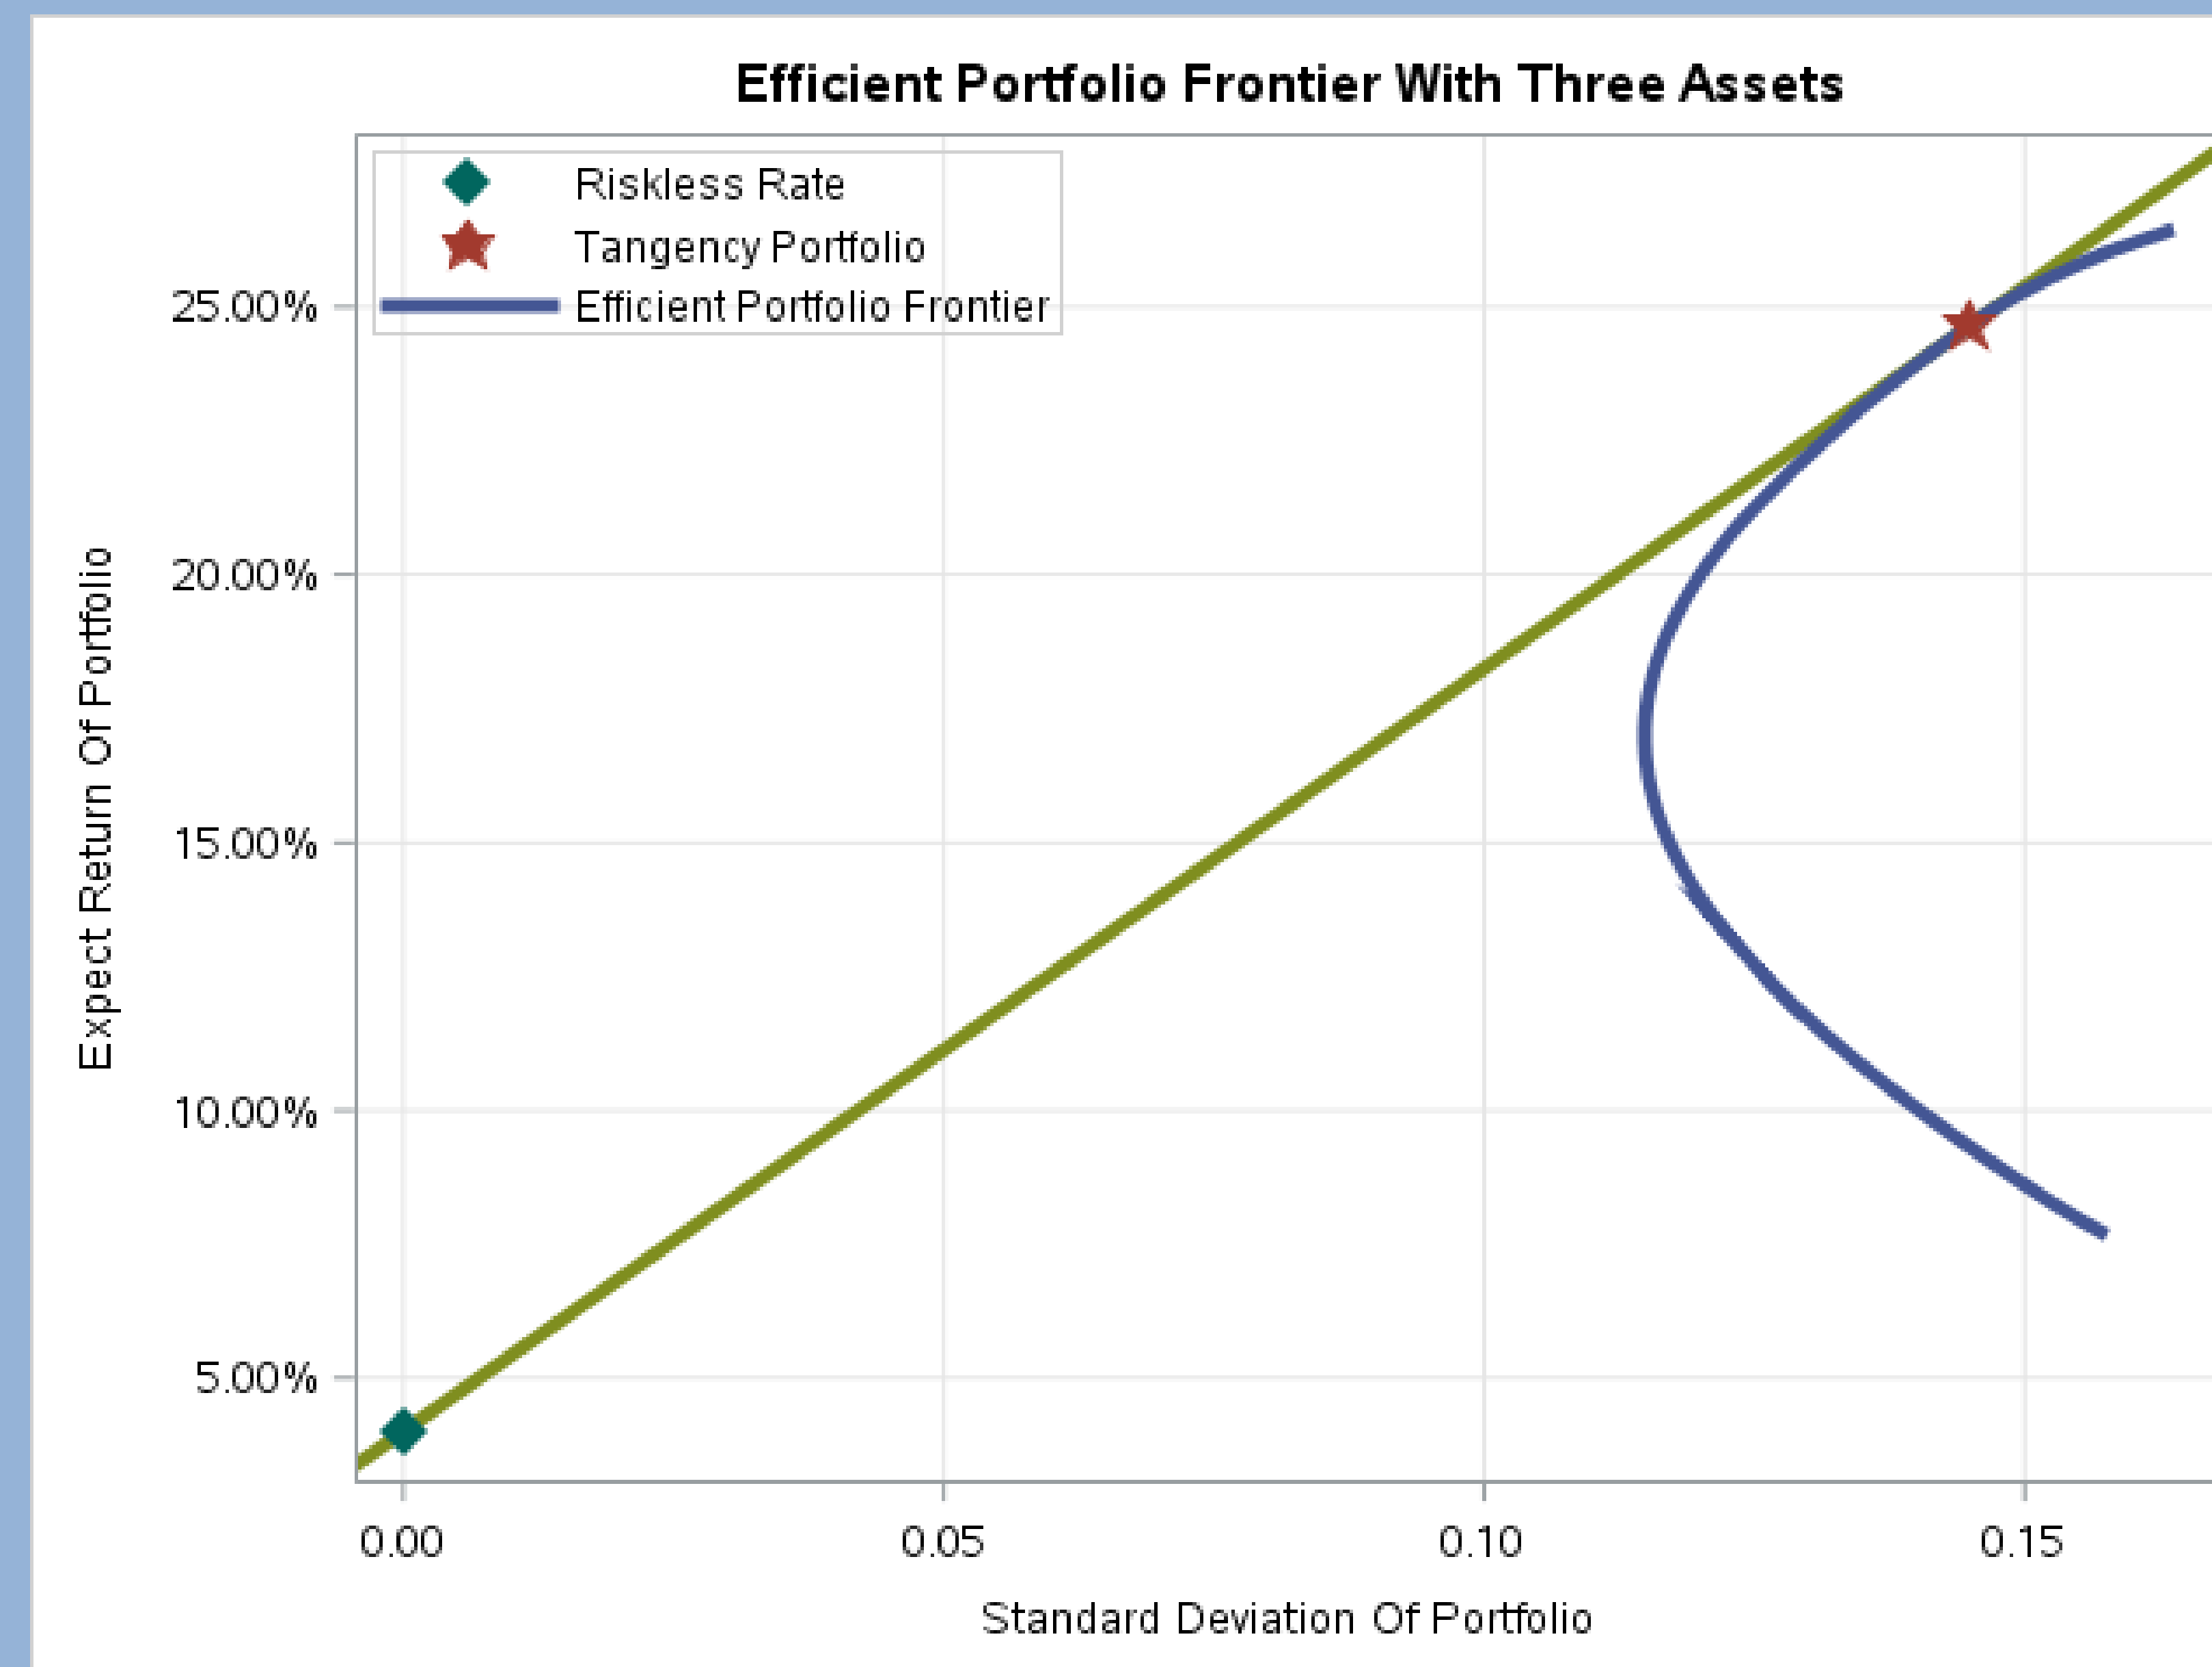 Efficient Portfolio Frontier With Three Assets
Riskless Rate
Tangency Portfolio
Efficient Portfolio Frontier
25.00%
20.00%
15.00%
10.00%
5.00%
Expect Return Of Portfolio
0.00 0.05 0.10 0.15
Standard Deviation Of Portfolio